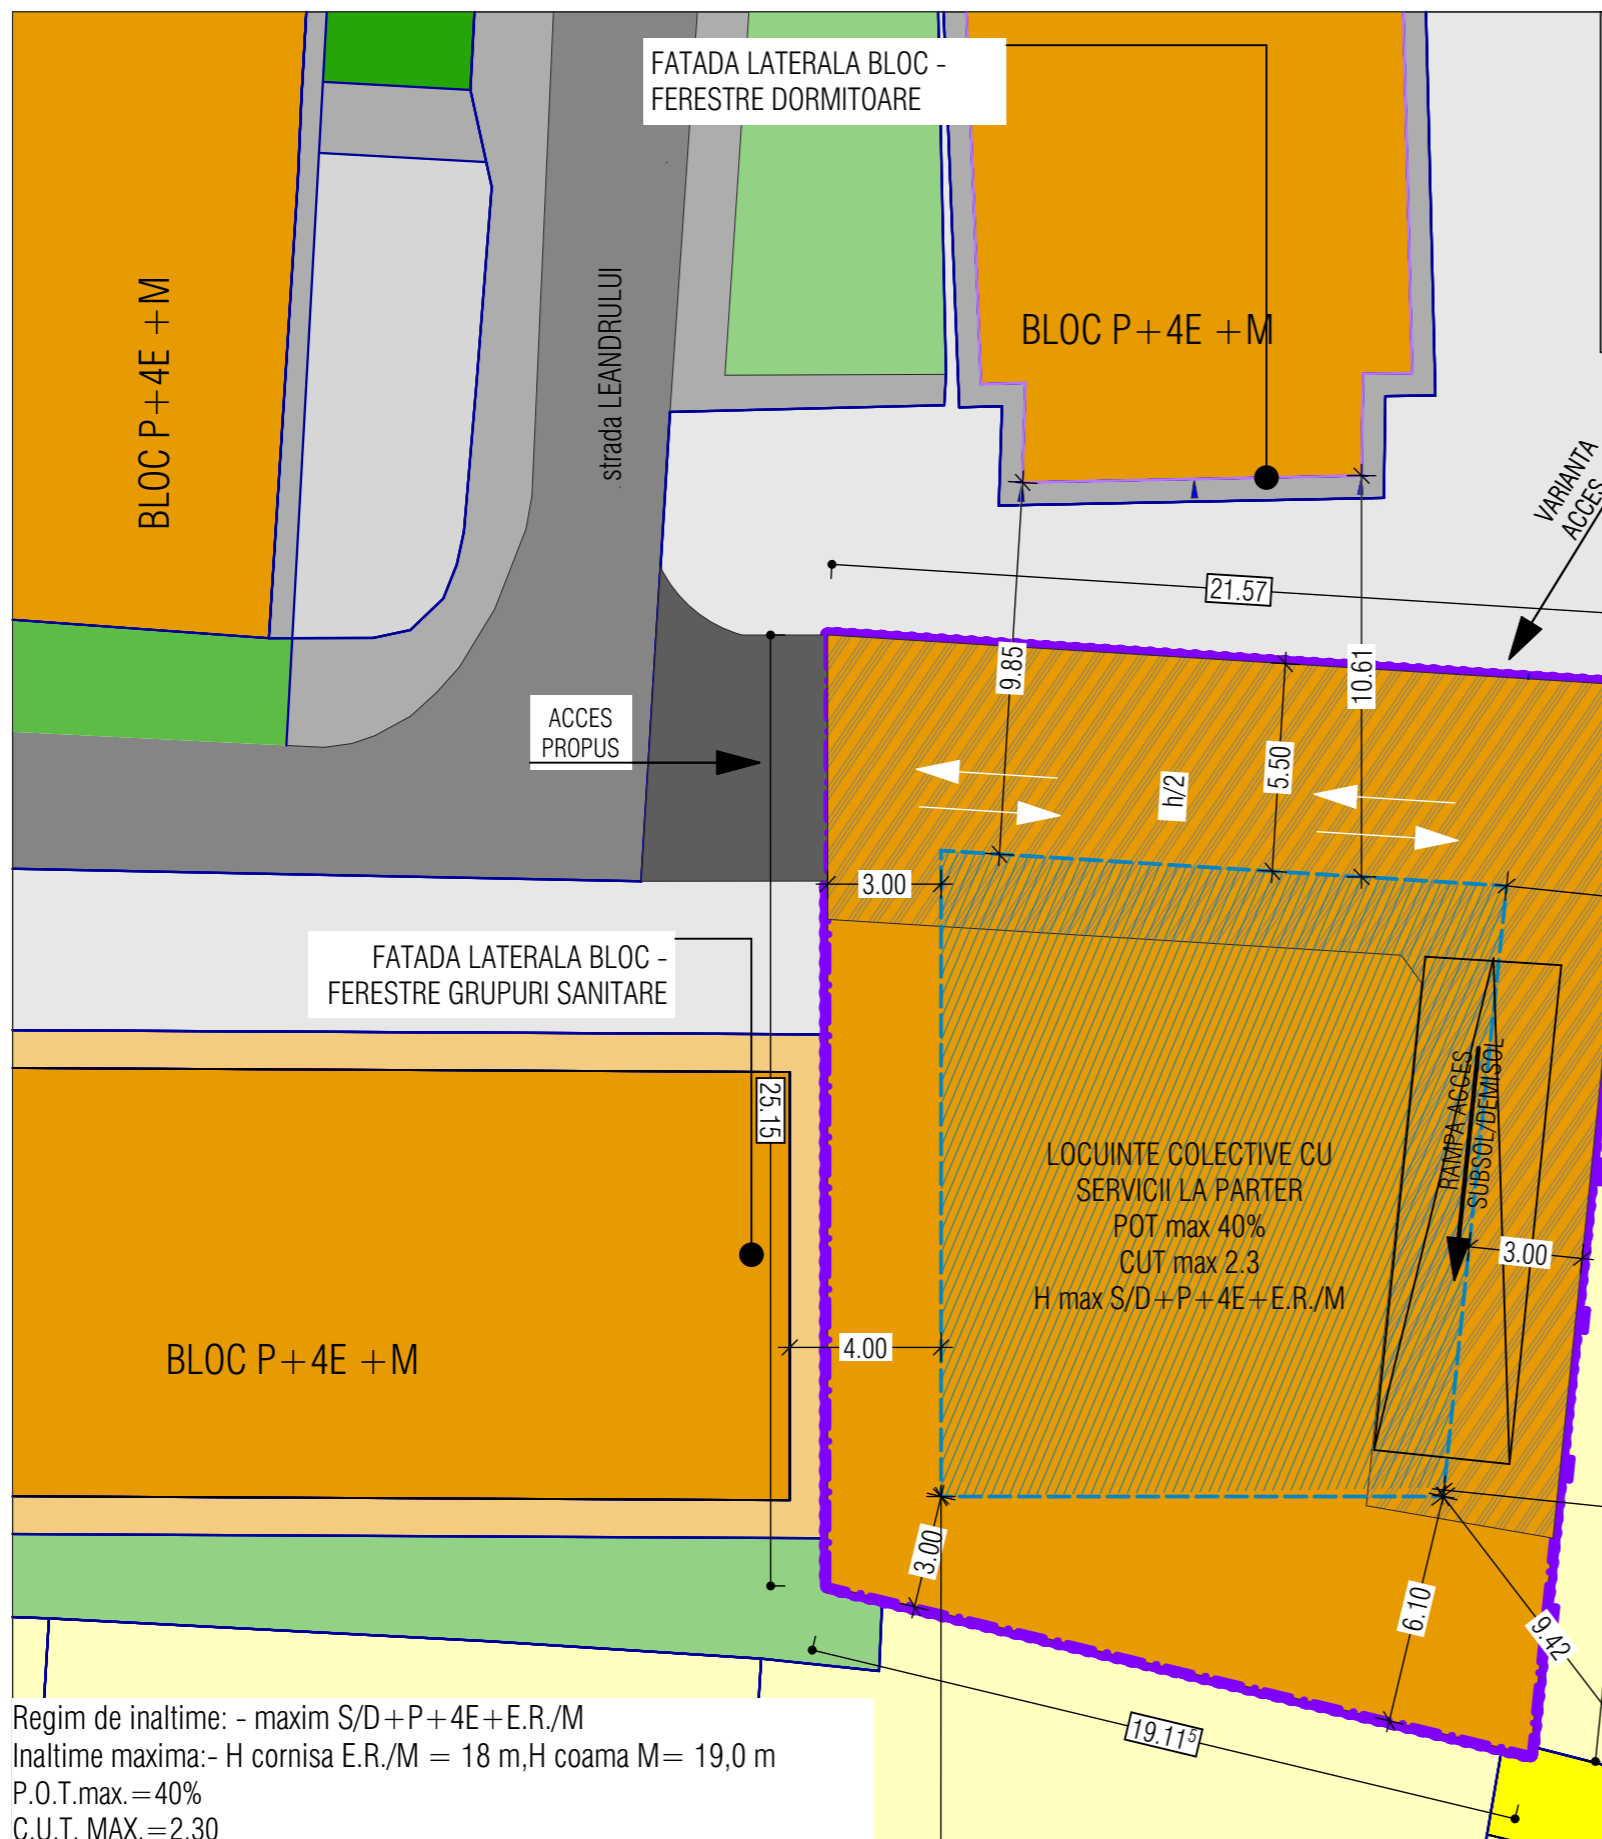 FATADA LATERALA BLOC -
FERESTRE DORMITOARE
BLOC P+4E +M
strada LEANDRULUI
BLOC P+4E +M
VARIANTA
ACCES
21.57
9.85
10.61
5.50
h/2
ACCES
PROPUS
3.00
FATADA LATERALA BLOC -
FERESTRE GRUPURI SANITARE
25.15
RAMPA ACCES
SUBSOL/DEMISOL
LOCUINTE COLECTIVE CU
SERVICII LA PARTER
POT max 40%
CUT max 2.3
H max S/D+P+4E+E.R./M
3.00
4.00
BLOC P+4E +M
3.00
6.10
9.42
19.11⁵
Regim de inaltime: - maxim S/D+P+4E+E.R./M
Inaltime maxima:- H cornisa E.R./M = 18 m,H coama M= 19,0 m
P.O.T.max.=40%
C.U.T. MAX.=2.30